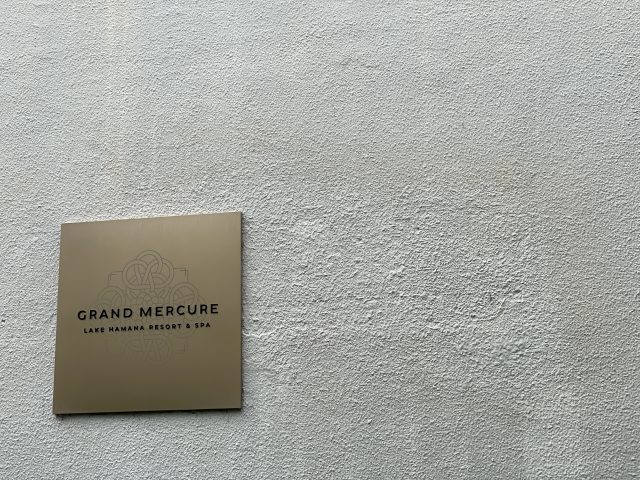 GRAND MERCURE
LAKE HAMANA RESORT & SPA